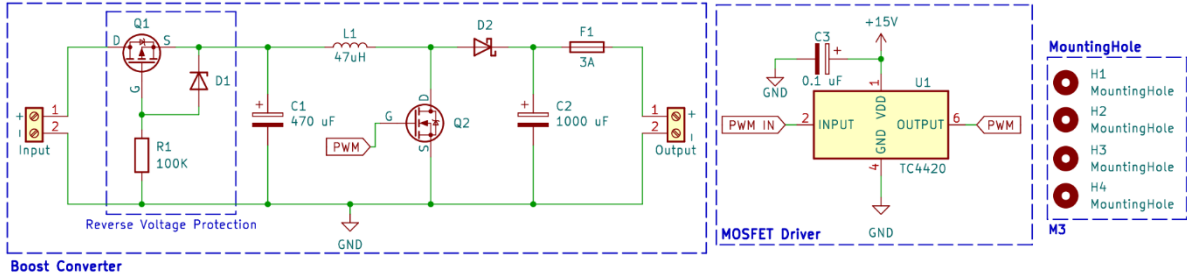 Q1
D
S
G
D1
R1
100K
+
1
2
-
Input
Reverse Voltage Protection
C1
470 uF
+
L1
47uH
GND
D2
D
G
S
Q2
PWM
+
C2
1000 uF
F1
3A
1
2
+
-
Output
Boost Converter
+15V
C3
+
0.1 uF
GND
U1
1
VDD
PWM IN
2
INPUT
OUTPUT
6
PWM
GND
4
TC4420
GND
MOSFET Driver
MountingHole
H1
MountingHole
H2
MountingHole
H3
MountingHole
H4
MountingHole
M3